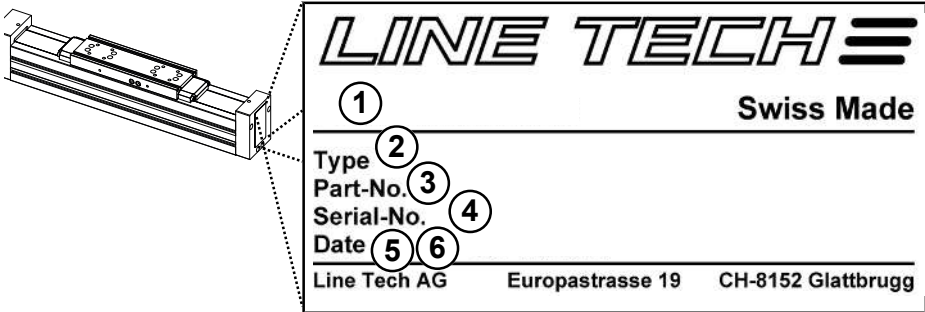 LINE TECH
1
Swiss Made
Type 2
Part-No. 3
Serial-No. 4
Date 5 6
Line Tech AG Europastrasse 19 CH-8152 Glattbrugg